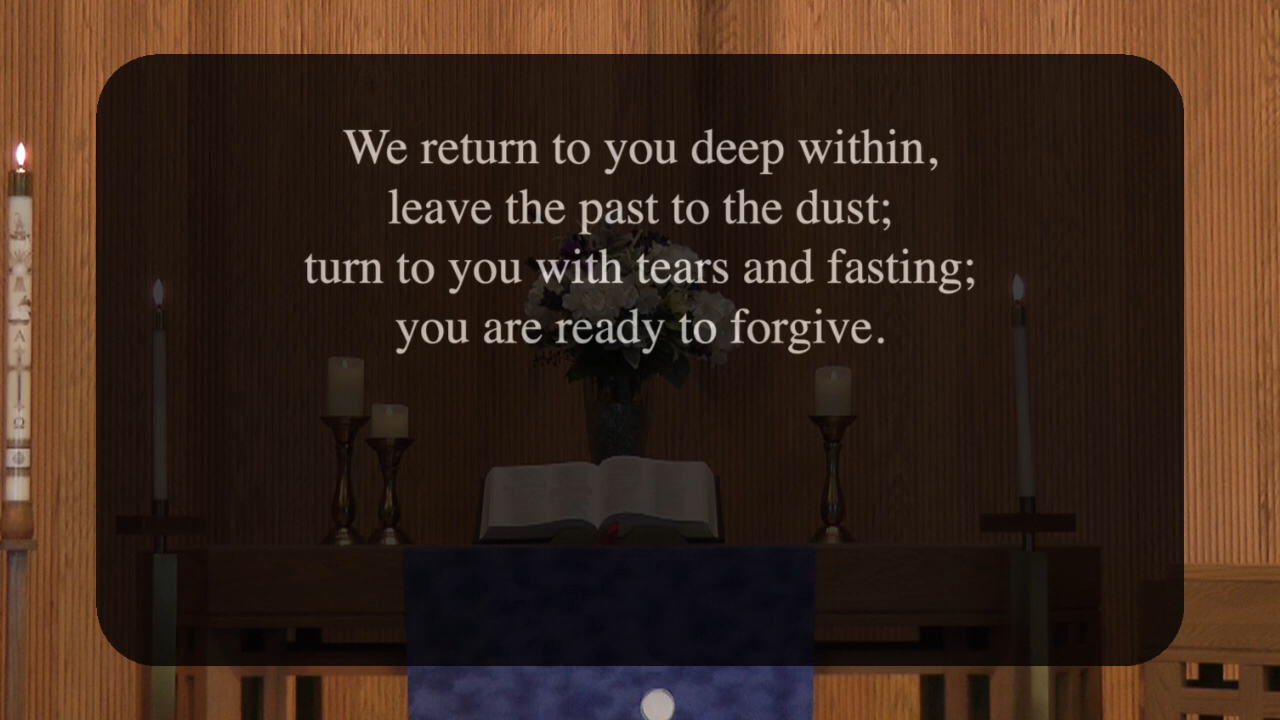 We return to you deep within,
leave the past to the dust;
turn to you with tears and fasting;
you are ready to forgive.
Α
Ω